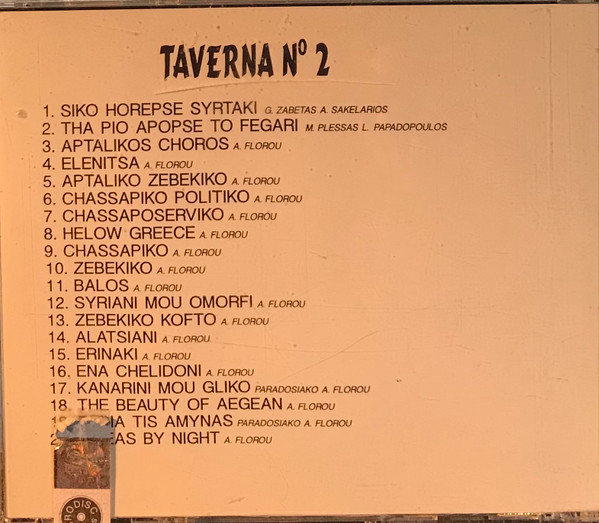 TAVERNA Nº 2
1. SIKO HOREPSE SYRTAKI G. ZABETAS A. SAKELARIOS
2. THA PIO APOPSE TO FEGARI M. PLESSAS L. PAPADOPOULOS
3. APTALIKOS CHOROS A. FLOROU
4. ELENITSA A. FLOROU
5. APTALIKO ZEBEKIKO A. FLOROU
6. CHASSAPIKO POLITIKO A. FLOROU
7. CHASSAPOSERVIKO A. FLOROU
8. HELOW GREECE A. FLOROU
9. CHASSAPIKO A. FLOROU
10. ZEBEKIKO A. FLOROU
11. BALOS A. FLOROU
12. SYRIANI MOU OMORFI A. FLOROU
13. ZEBEKIKO KOFTO A. FLOROU
14. ALATSIANI A. FLOROU
15. ERINAKI A. FLOROU
16. ENA CHELIDONI A. FLOROU
17. KANARINI MOU GLIKO PARADOSIAKO A. FLOROU
18. THE BEAUTY OF AEGEAN A. FLOROU
TIS AMYNAS PARADOSIAKO A. FLOROU
BY NIGHT A. FLOROU